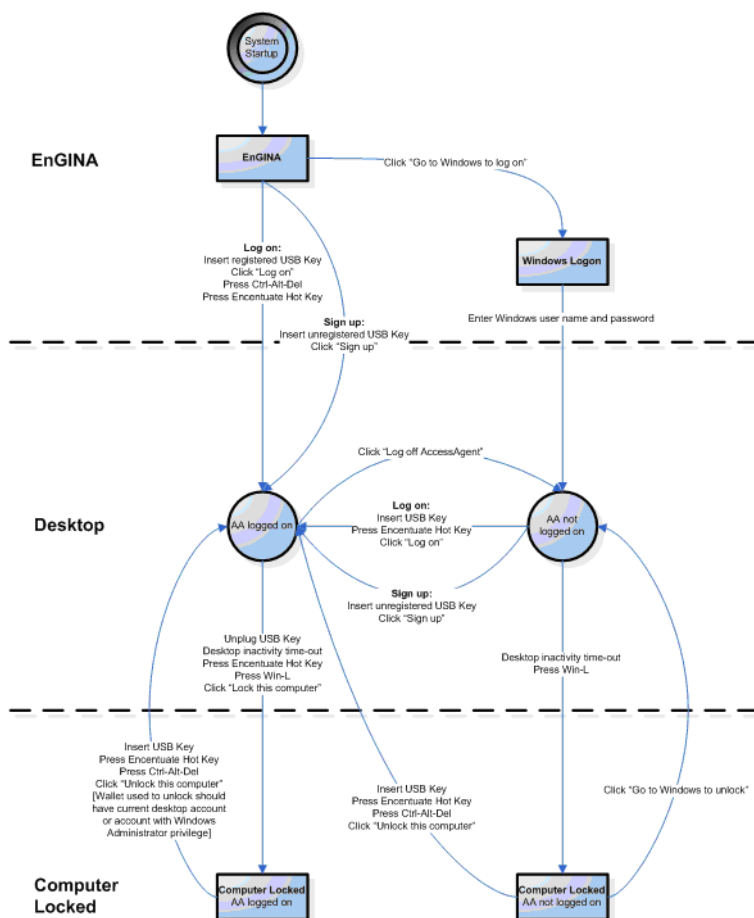 System
Startup
EnGINA
EnGINA
Click “Go to Windows to log on”
Log on:
Insert registered USB Key
Click “Log on”
Press Ctrl-Alt-Del
Press Encentuate Hot Key
Windows Logon
Sign up:
Insert unregistered USB Key
Click “Sign up”
Enter Windows user name and password
Click “Log off AccessAgent”
Desktop
AA logged on
Log on:
Insert USB Key
Press Encentuate Hot Key
Click “Log on”
AA not
logged on
Sign up:
Insert unregistered USB Key
Click “Sign up”
Unplug USB Key
Desktop inactivity time-out
Press Encentuate Hot Key
Press Win-L
Click “Lock this computer”
Desktop inactivity time-out
Press Win-L
Insert USB Key
Press Encentuate Hot Key
Press Ctrl-Alt-Del
Click “Unlock this computer”
[Wallet used to unlock should
have current desktop account
or account with Windows
Administrator privilege]
Insert USB Key
Press Encentuate Hot Key
Press Ctrl-Alt-Del
Click “Unlock this computer”
Click “Go to Windows to unlock”
Computer
Locked
Computer Locked
AA logged on
Computer Locked
AA not logged on